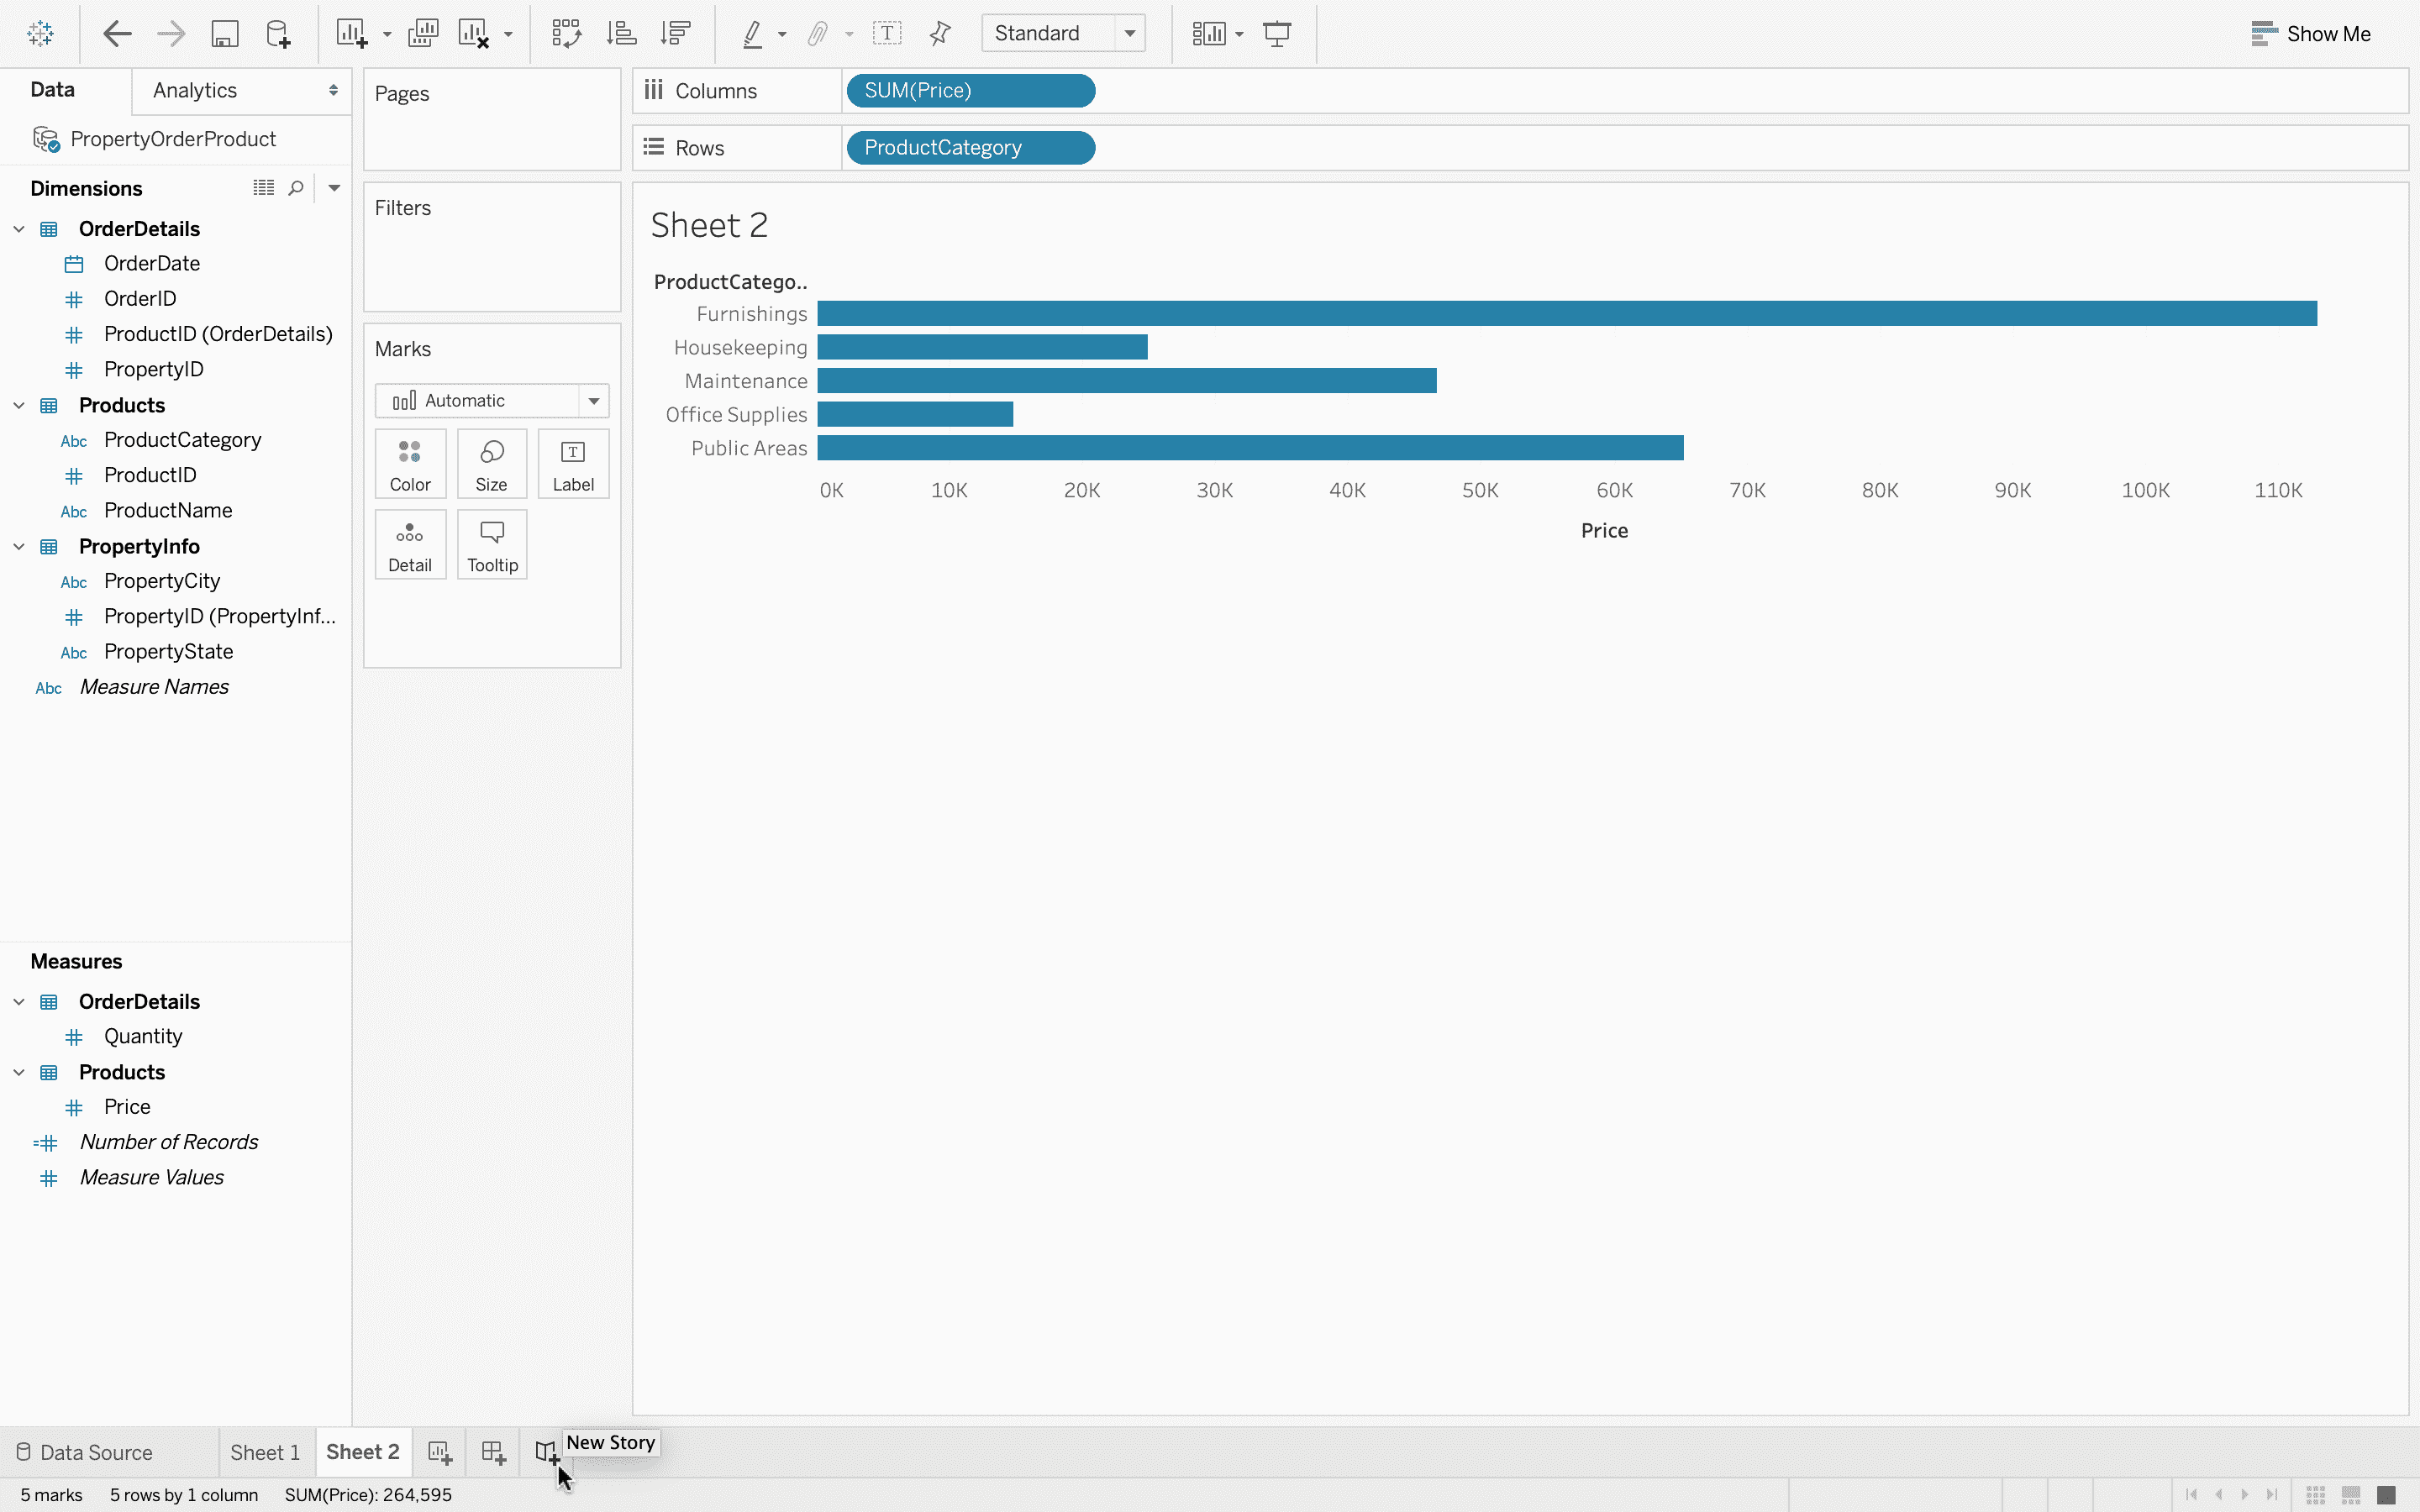 Standard
Show Me
Data
Analytics
PropertyOrderProduct
Dimensions
OrderDetails
OrderDate
OrderID
ProductID (OrderDetails)
PropertyID
Products
Abc ProductCategory
ProductID
Abc ProductName
PropertyInfo
Abc PropertyCity
PropertyID (PropertyInf...
Abc PropertyState
Abc Measure Names
Measures
OrderDetails
Quantity
Products
Price
Number of Records
Measure Values
Pages
Filters
Marks
Automatic
Color
Size
T
Label
Detail
Tooltip
Columns
SUM(Price)
Rows
ProductCategory
Sheet 2
ProductCatego..
Furnishings
Housekeeping
Maintenance
Office Supplies
Public Areas
0K 10K 20K 30K 40K 50K 60K 70K 80K 90K 100K 110K
Price
Data Source
Sheet 1
Sheet 2
New Story
5 marks 5 rows by 1 column SUM(Price): 264,595